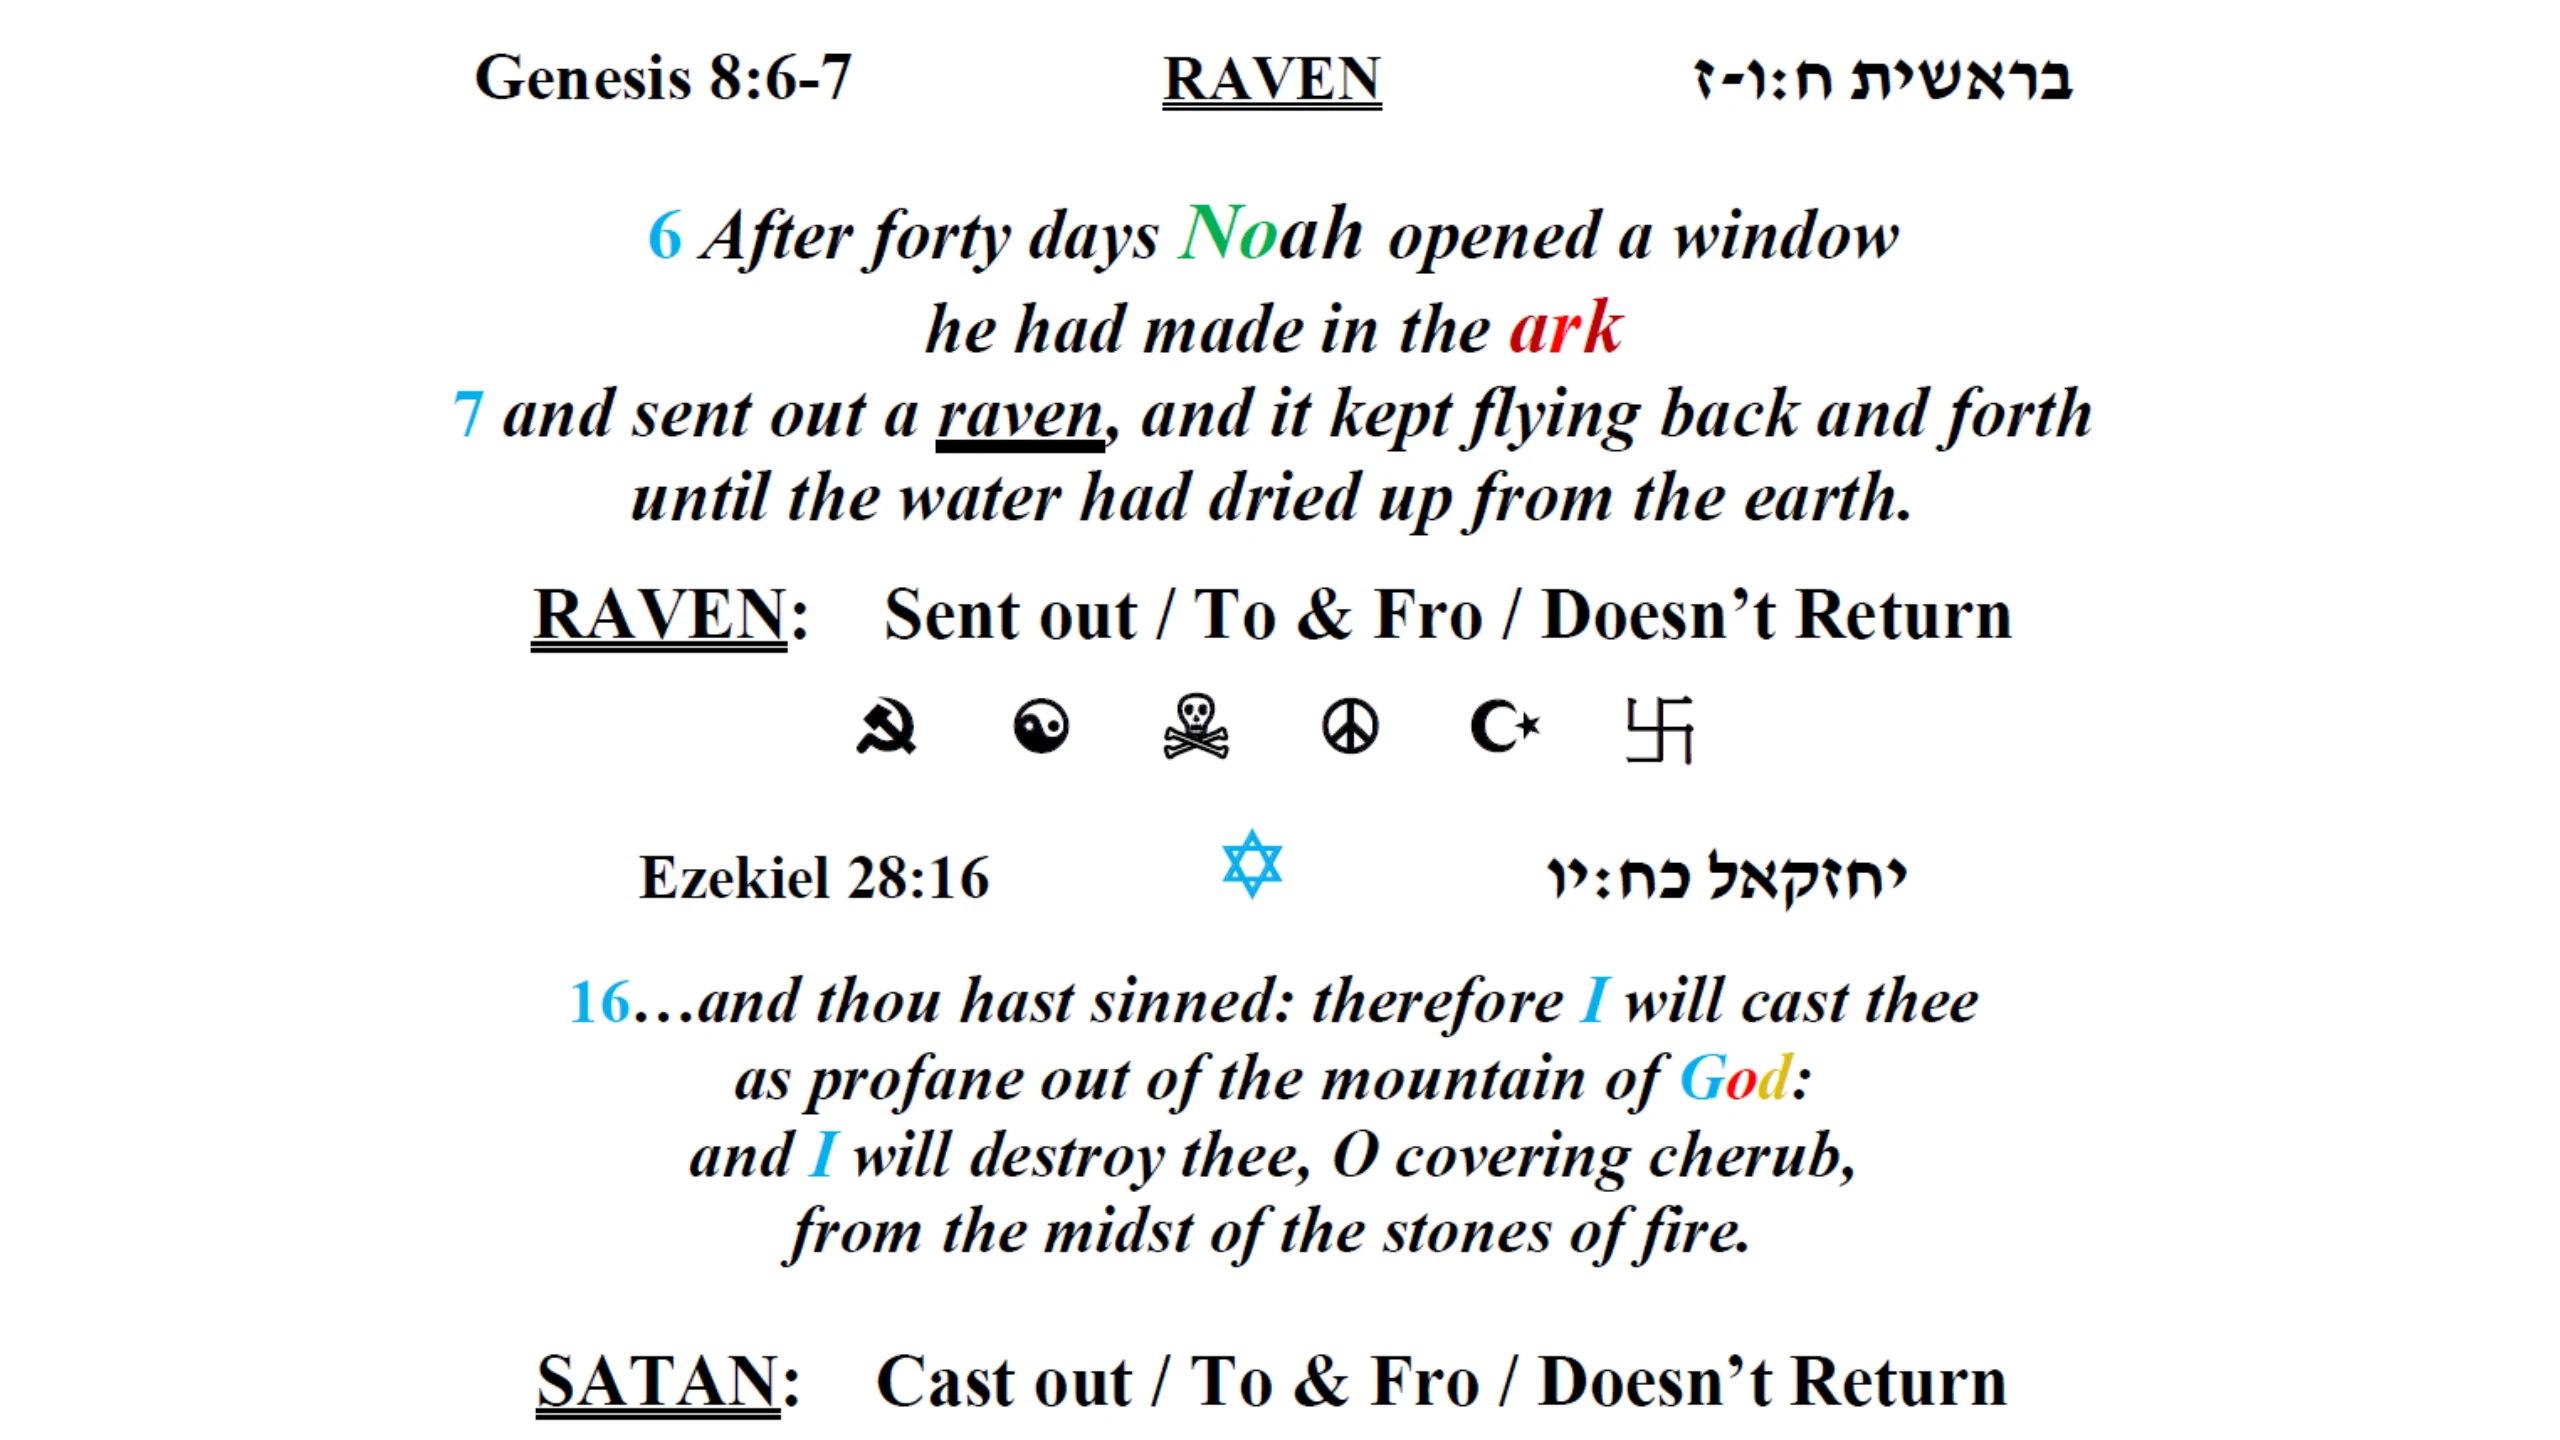 Genesis 8:6-7 RAVEN בראשית ח:ו-ז
6 After forty days Noah opened a window
he had made in the ark
7 and sent out a raven, and it kept flying back and forth
until the water had dried up from the earth.
RAVEN: Sent out / To & Fro / Doesn’t Return
☭ ☯ ☠ ☮ ☪ 卐
Ezekiel 28:16 ✡ יחזקאל כח:יו
16…and thou hast sinned: therefore I will cast thee
as profane out of the mountain of God:
and I will destroy thee, O covering cherub,
from the midst of the stones of fire.
SATAN: Cast out / To & Fro / Doesn’t Return